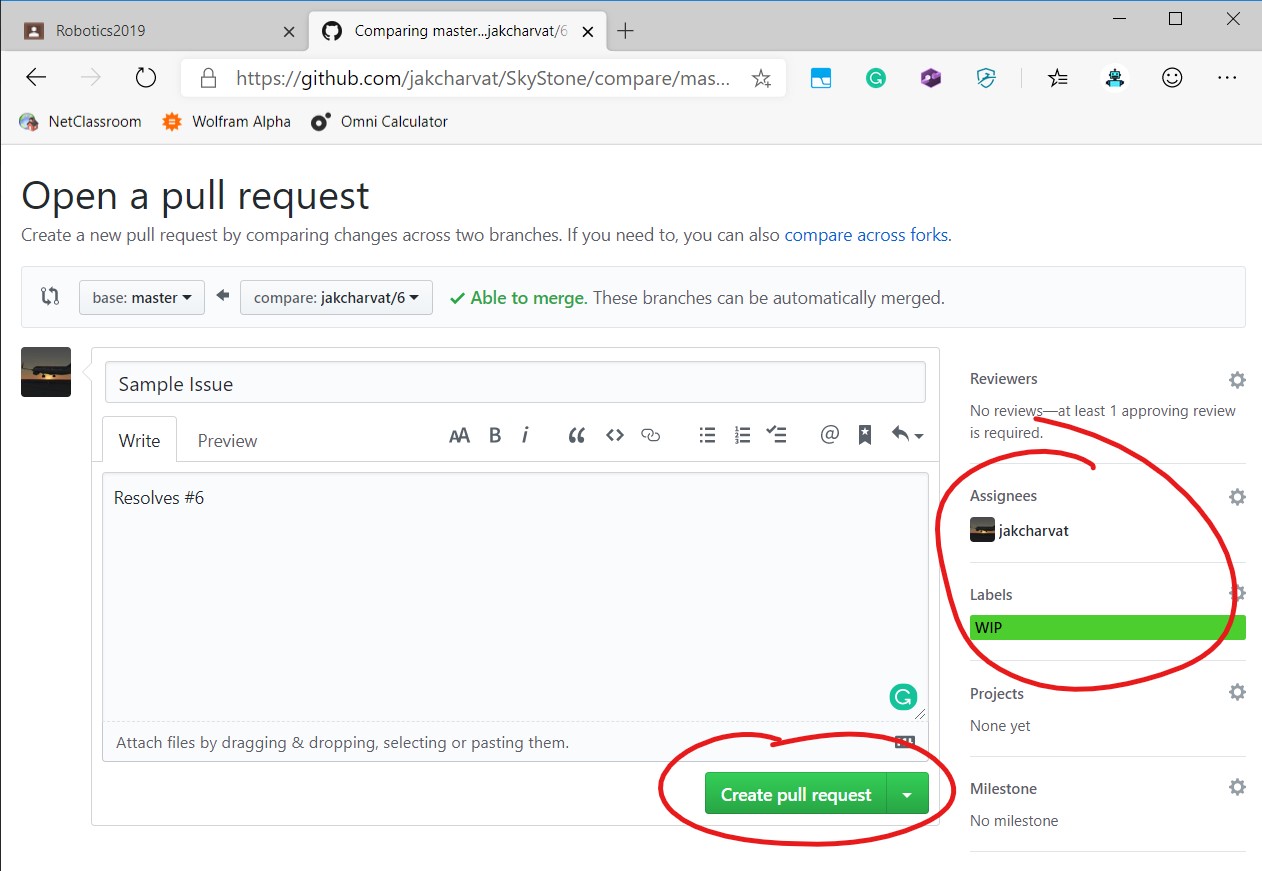 Robotics2019
Comparing master...jakcharvat/6
https://github.com/jakcharvat/SkyStone/compare/mas...
NetClassroom
Wolfram Alpha
Omni Calculator
Open a pull request
Create a new pull request by comparing changes across two branches. If you need to, you can also compare across forks.
base: master
compare: jakcharvat/6
Able to merge. These branches can be automatically merged.
Sample Issue
Write
Preview
AA B i
Resolves #6
Attach files by dragging & dropping, selecting or pasting them.
Create pull request
Reviewers
No reviews—at least 1 approving review
is required.
Assignees
jakcharvat
Labels
WIP
Projects
None yet
Milestone
No milestone